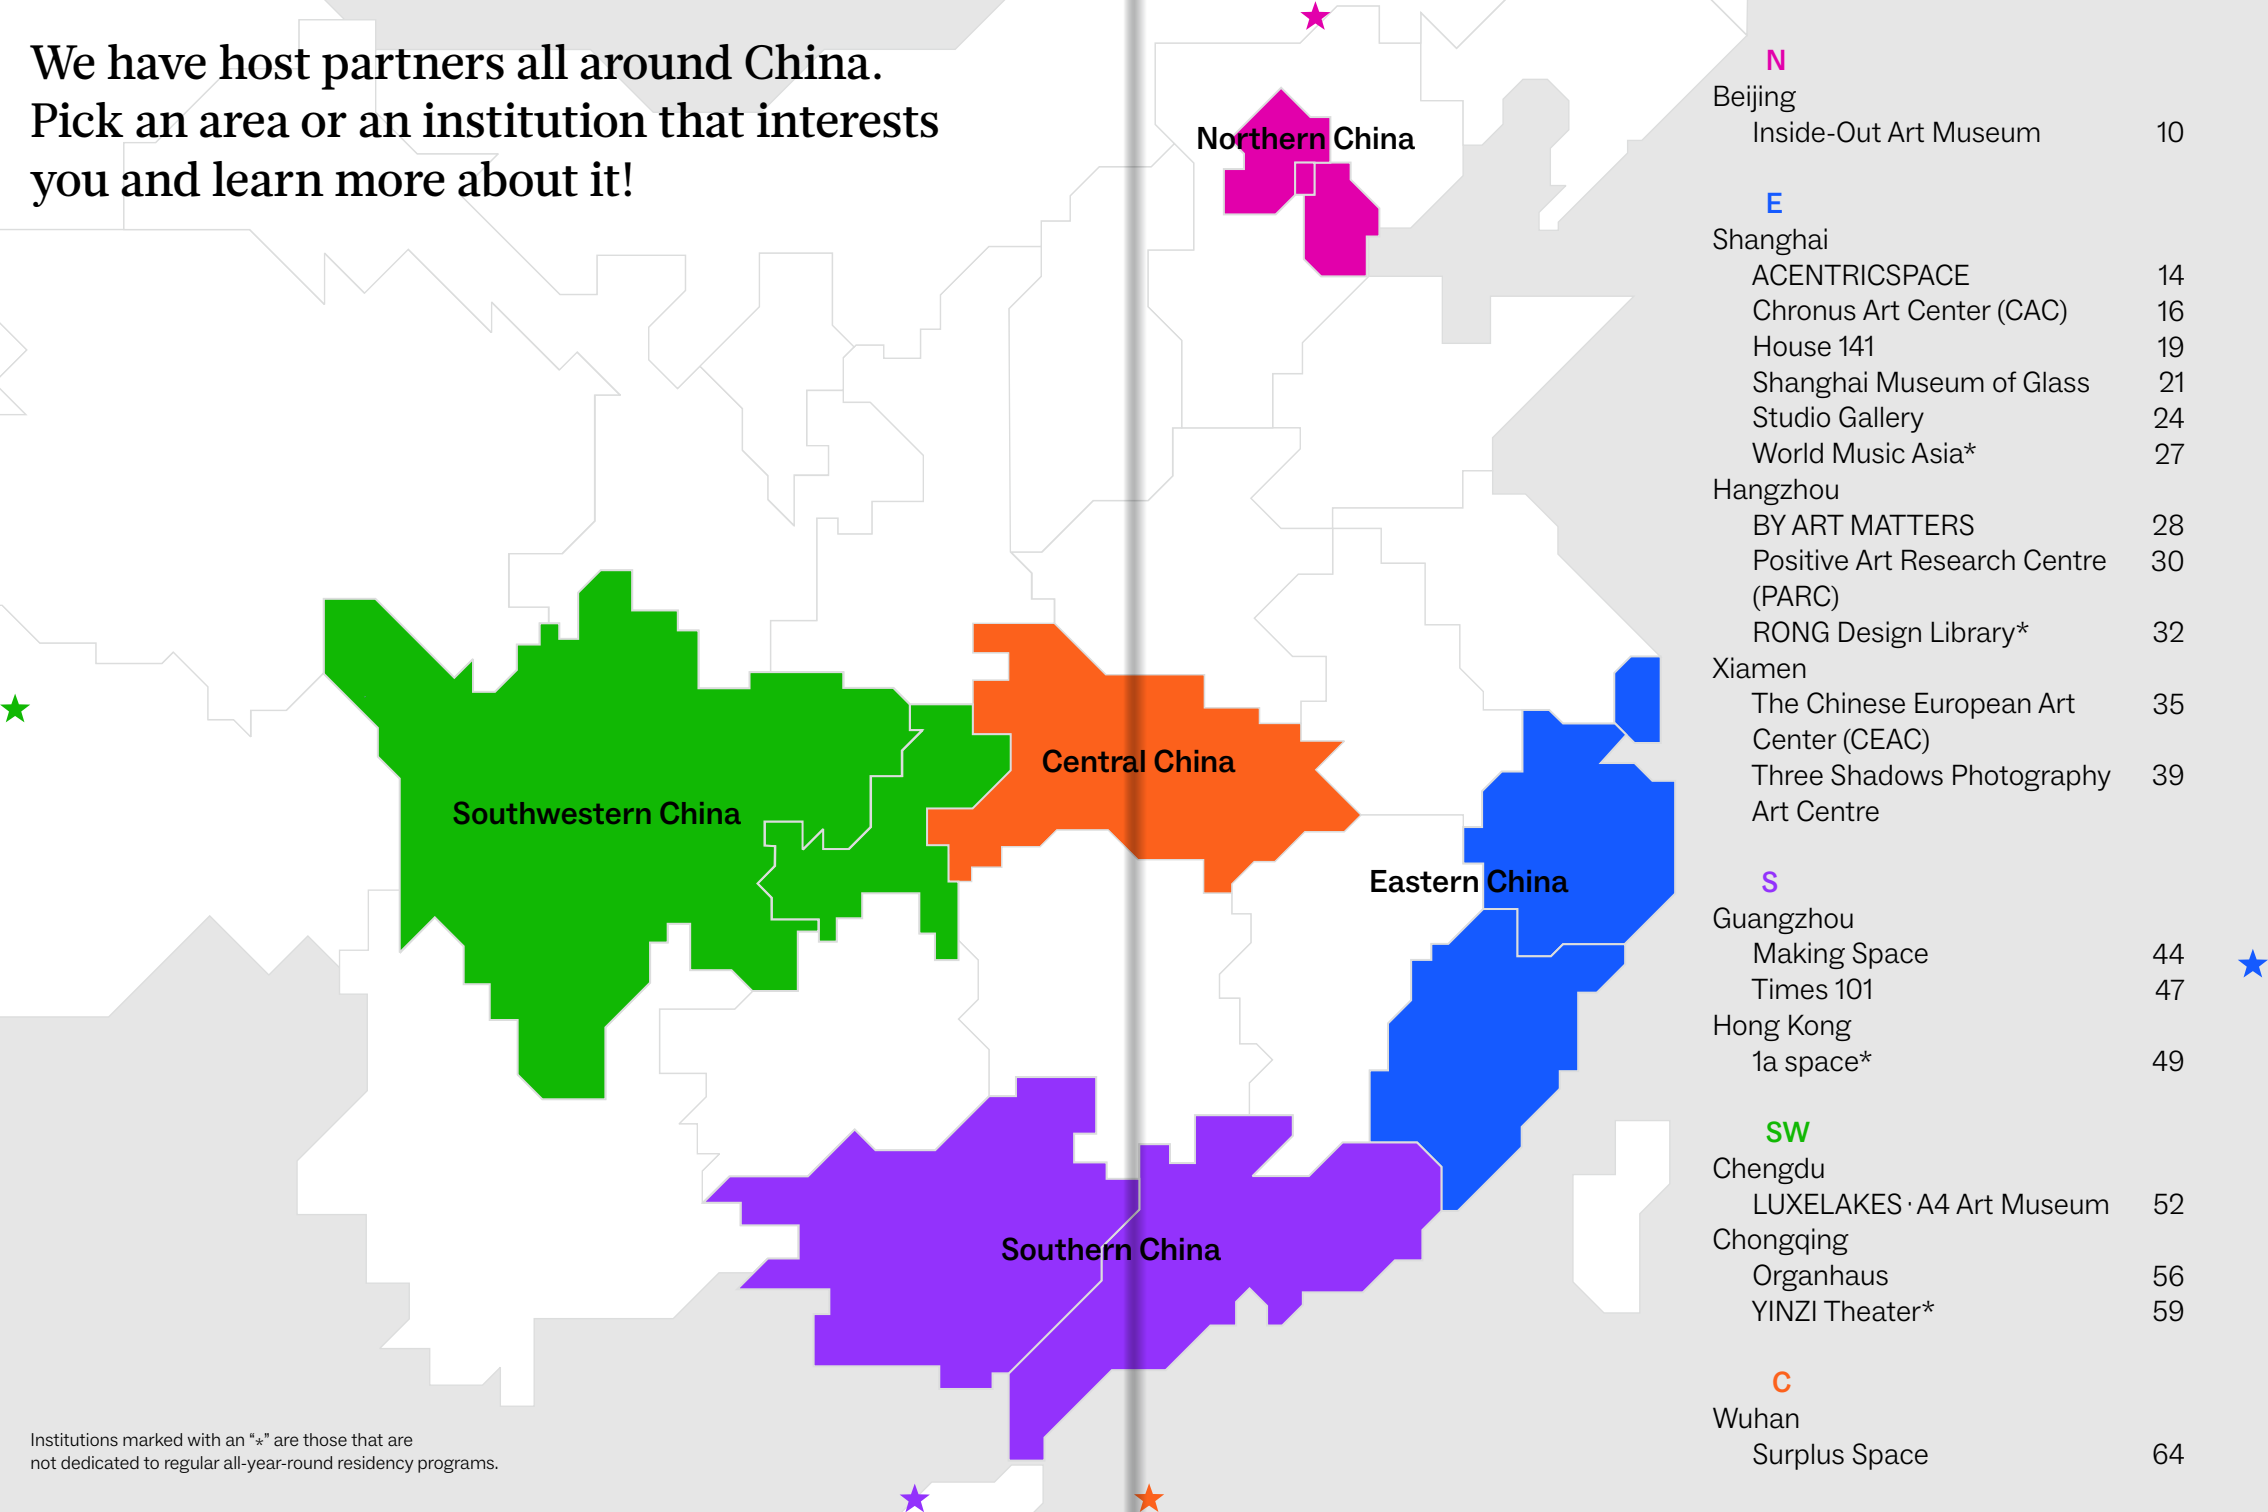 We have host partners all around China.
Pick an area or an institution that interests
you and learn more about it!
Northern China
Southwestern China
Central China
Eastern China
Southern China
Institutions marked with an “*” are those that are
not dedicated to regular all-year-round residency programs.
N
Beijing
Inside-Out Art Museum 10
E
Shanghai
ACENTRICSPACE 14
Chronus Art Center (CAC) 16
House 141 19
Shanghai Museum of Glass 21
Studio Gallery 24
World Music Asia* 27
Hangzhou
BY ART MATTERS 28
Positive Art Research Centre 30
(PARC)
RONG Design Library* 32
Xiamen
The Chinese European Art 35
Center (CEAC)
Three Shadows Photography 39
Art Centre
S
Guangzhou
Making Space 44
Times 101 47
Hong Kong
1a space* 49
SW
Chengdu
LUXELAKES · A4 Art Museum 52
Chongqing
Organhaus 56
YINZI Theater* 59
C
Wuhan
Surplus Space 64